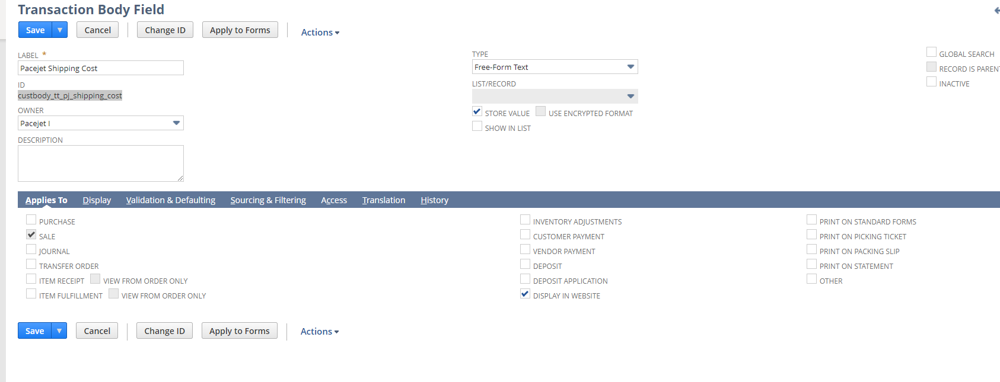 Transaction Body Field
Save Cancel Change ID Apply to Forms Actions
LABEL *
Pacejet Shipping Cost
ID
custbody_tt_pj_shipping_cost
OWNER
Pacejet I
DESCRIPTION
TYPE
Free-Form Text
LIST/RECORD
STORE VALUE USE ENCRYPTED FORMAT
SHOW IN LIST
GLOBAL SEARCH
RECORD IS PARENT
INACTIVE
Applies To Display Validation & Defaulting Sourcing & Filtering Access Translation History
PURCHASE
SALE
JOURNAL
TRANSFER ORDER
ITEM RECEIPT VIEW FROM ORDER ONLY
ITEM FULFILLMENT VIEW FROM ORDER ONLY
INVENTORY ADJUSTMENTS
CUSTOMER PAYMENT
VENDOR PAYMENT
DEPOSIT
DEPOSIT APPLICATION
DISPLAY IN WEBSITE
PRINT ON STANDARD FORMS
PRINT ON PICKING TICKET
PRINT ON PACKING SLIP
PRINT ON STATEMENT
OTHER
Save Cancel Change ID Apply to Forms Actions